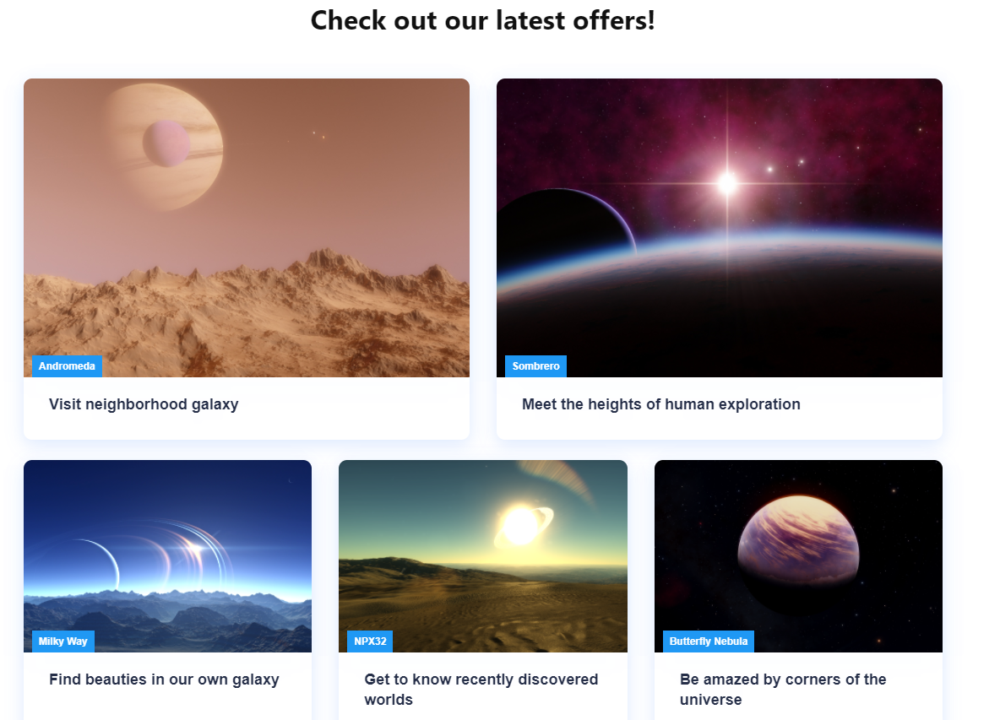 Check out our latest offers!
Andromeda
Visit neighborhood galaxy
Sombrero
Meet the heights of human exploration
Milky Way
Find beauties in our own galaxy
NPX32
Get to know recently discovered
worlds
Butterfly Nebula
Be amazed by corners of the
universe